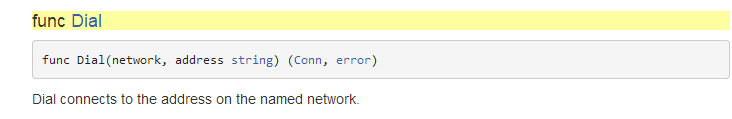 func Dial
func Dial(network, address string) (Conn, error)
Dial connects to the address on the named network.